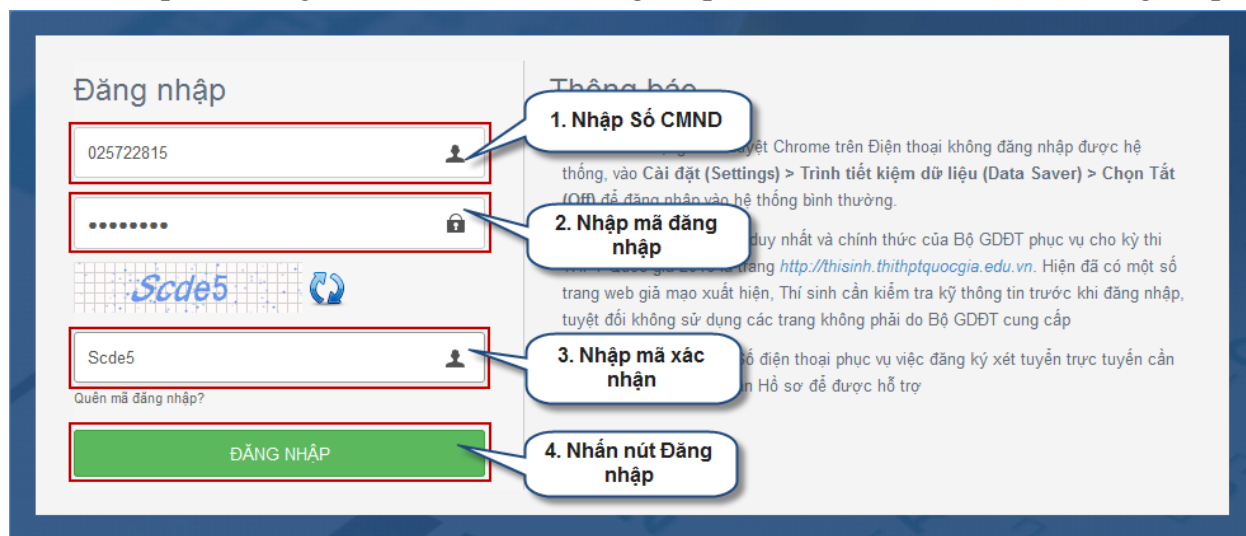 Đăng nhập
025722815
••••••••
Scde5
Scde5
Quên mã đăng nhập?
ĐĂNG NHẬP
1. Nhập Số CMND
2. Nhập mã đăng
nhập
3. Nhập mã xác
nhận
4. Nhấn nút Đăng
nhập
Thông báo
Chrome trên Điện thoại không đăng nhập được hệ
thống, vào Cài đặt (Settings) > Trình tiết kiệm dữ liệu (Data Saver) > Chọn Tắt
(Off) để đăng nhập vào hệ thống bình thường.
duy nhất và chính thức của Bộ GDĐT phục vụ cho kỳ thi
trang http://thisinh.thithptquocgia.edu.vn. Hiện đã có một số
trang web giả mạo xuất hiện, Thí sinh cần kiểm tra kỹ thông tin trước khi đăng nhập,
tuyệt đối không sử dụng các trang không phải do Bộ GDĐT cung cấp
điện thoại phục vụ việc đăng ký xét tuyển trực tuyến cần
Hồ sơ để được hỗ trợ